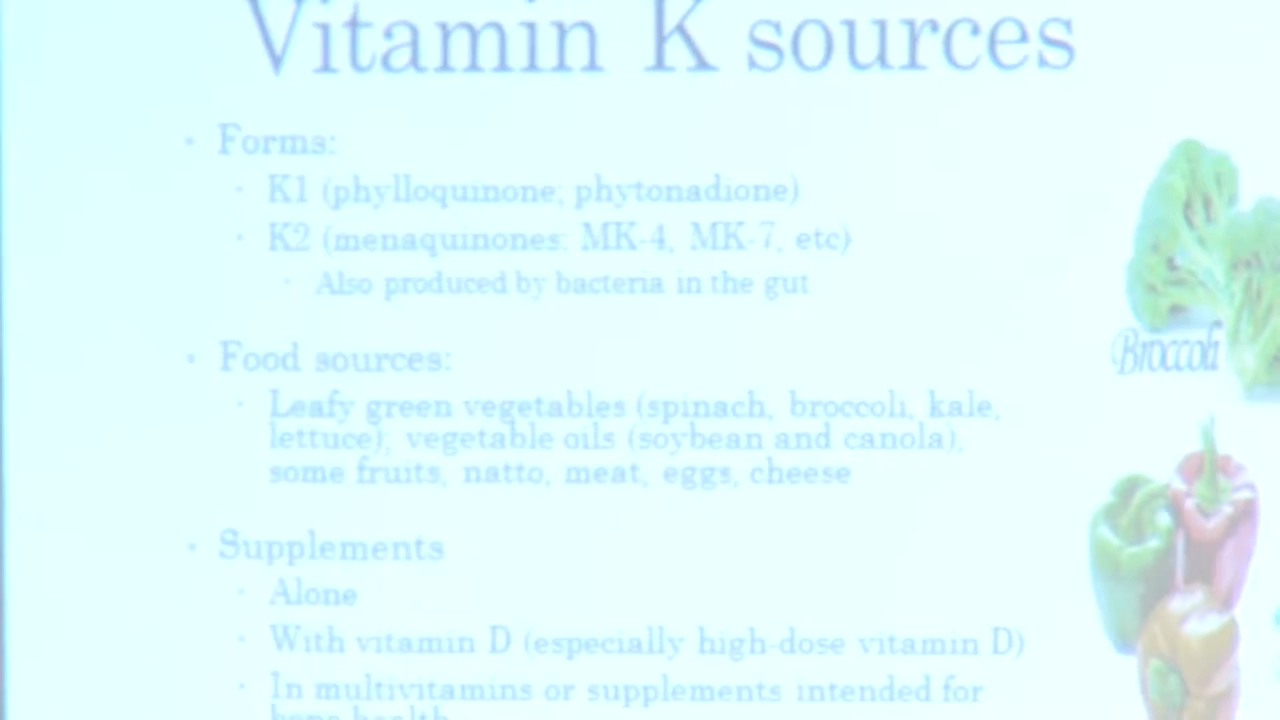 Vitamin K sources
• Forms:
• K1 (phylloquinone; phytonadione)
• K2 (menaquinones: MK-4, MK-7, etc)
• Also produced by bacteria in the gut
• Food sources:
• Leafy green vegetables (spinach, broccoli, kale,
lettuce), vegetable oils (soybean and canola),
some fruits, natto, meat, eggs, cheese
• Supplements
• Alone
• With vitamin D (especially high-dose vitamin D)
• In multivitamins or supplements intended for
bone health
Broccoli